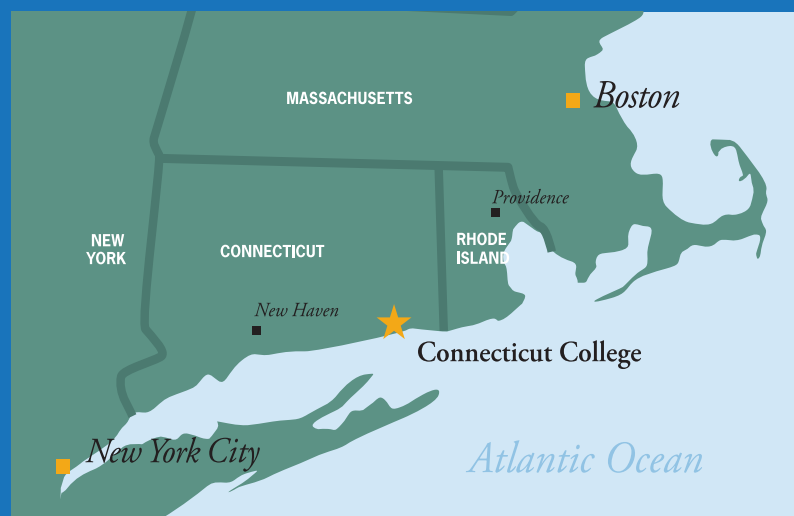 MASSACHUSETTS
Boston
Providence
NEW
YORK
CONNECTICUT
RHODE
ISLAND
New Haven
Connecticut College
New York City
Atlantic Ocean